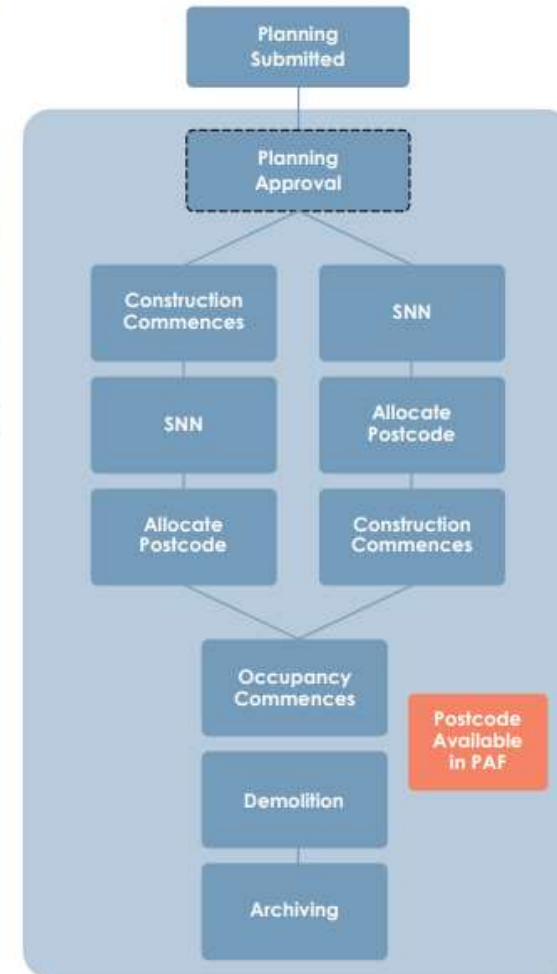 Planning
Submitted
Planning
Approval
Construction
Commences
SNN
Allocate
Postcode
SNN
Allocate
Postcode
Construction
Commences
Occupancy
Commences
Postcode
Available
in PAF
Demolition
Archiving